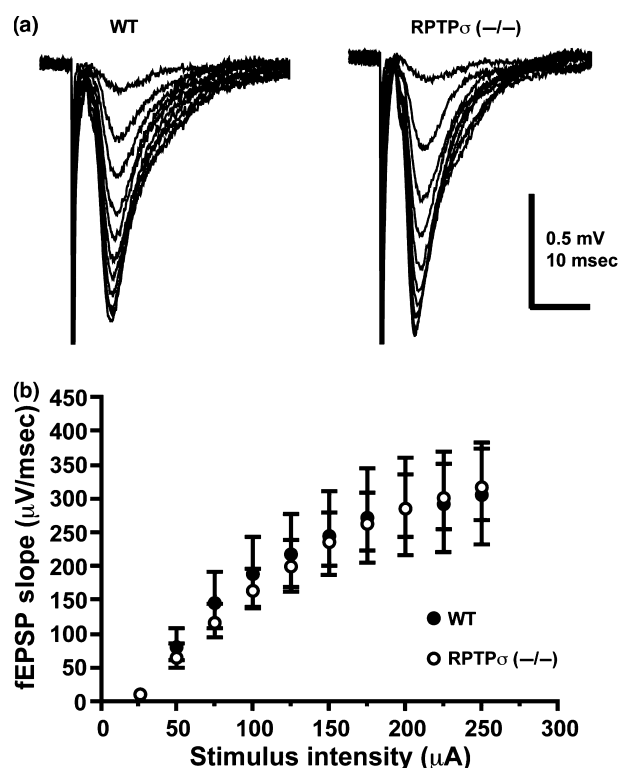 (a)
WT
RPTPσ (–/–)
0.5 mV
10 msec
(b)
450
400
350
300
250
200
150
100
50
0
fEPSP slope (μV/msec)
WT
RPTPσ (–/–)
0 50 100 150 200 250 300
Stimulus intensity (μA)